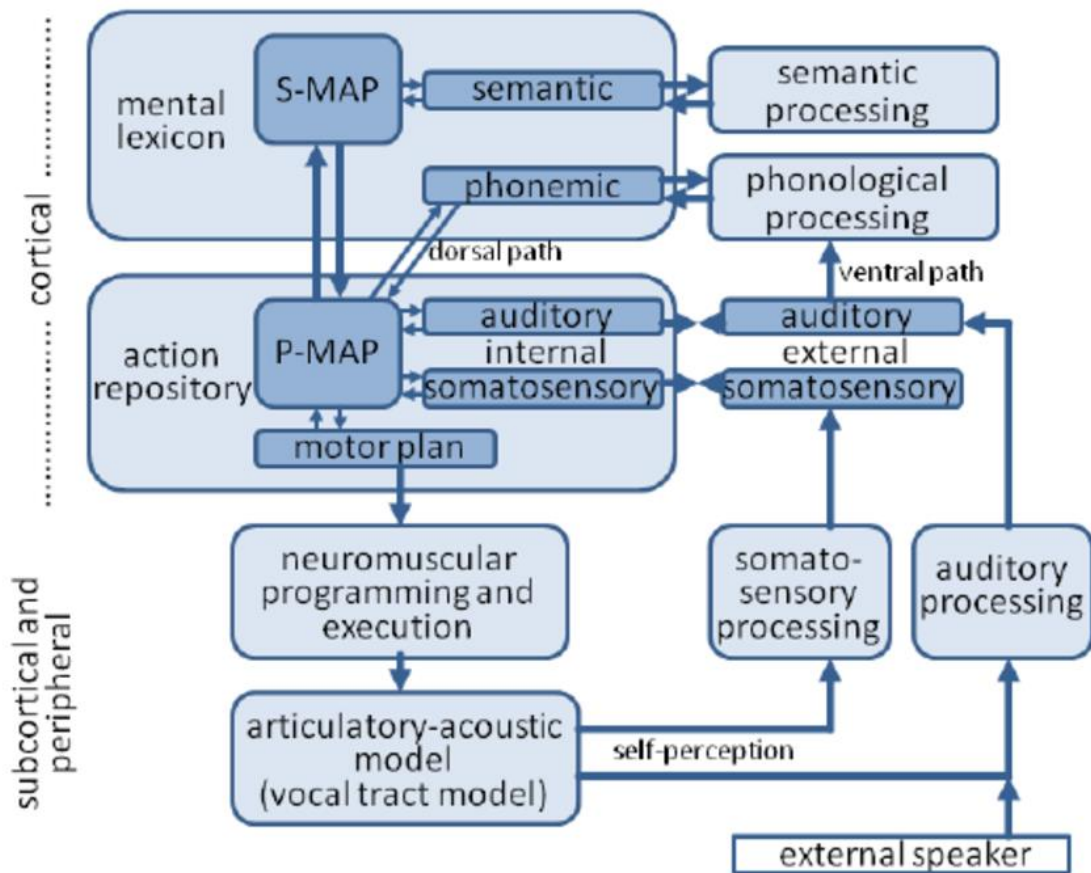 cortical
subcortical and
peripheral
mental
lexicon
S-MAP
semantic
semantic
processing
phonemic
phonological
processing
dorsal path
ventral path
action
repository
P-MAP
auditory
internal
somatosensory
auditory
external
somatosensory
motor plan
neuromuscular
programming and
execution
somato-
sensory
processing
auditory
processing
articulatory-acoustic
model
(vocal tract model)
self-perception
external speaker